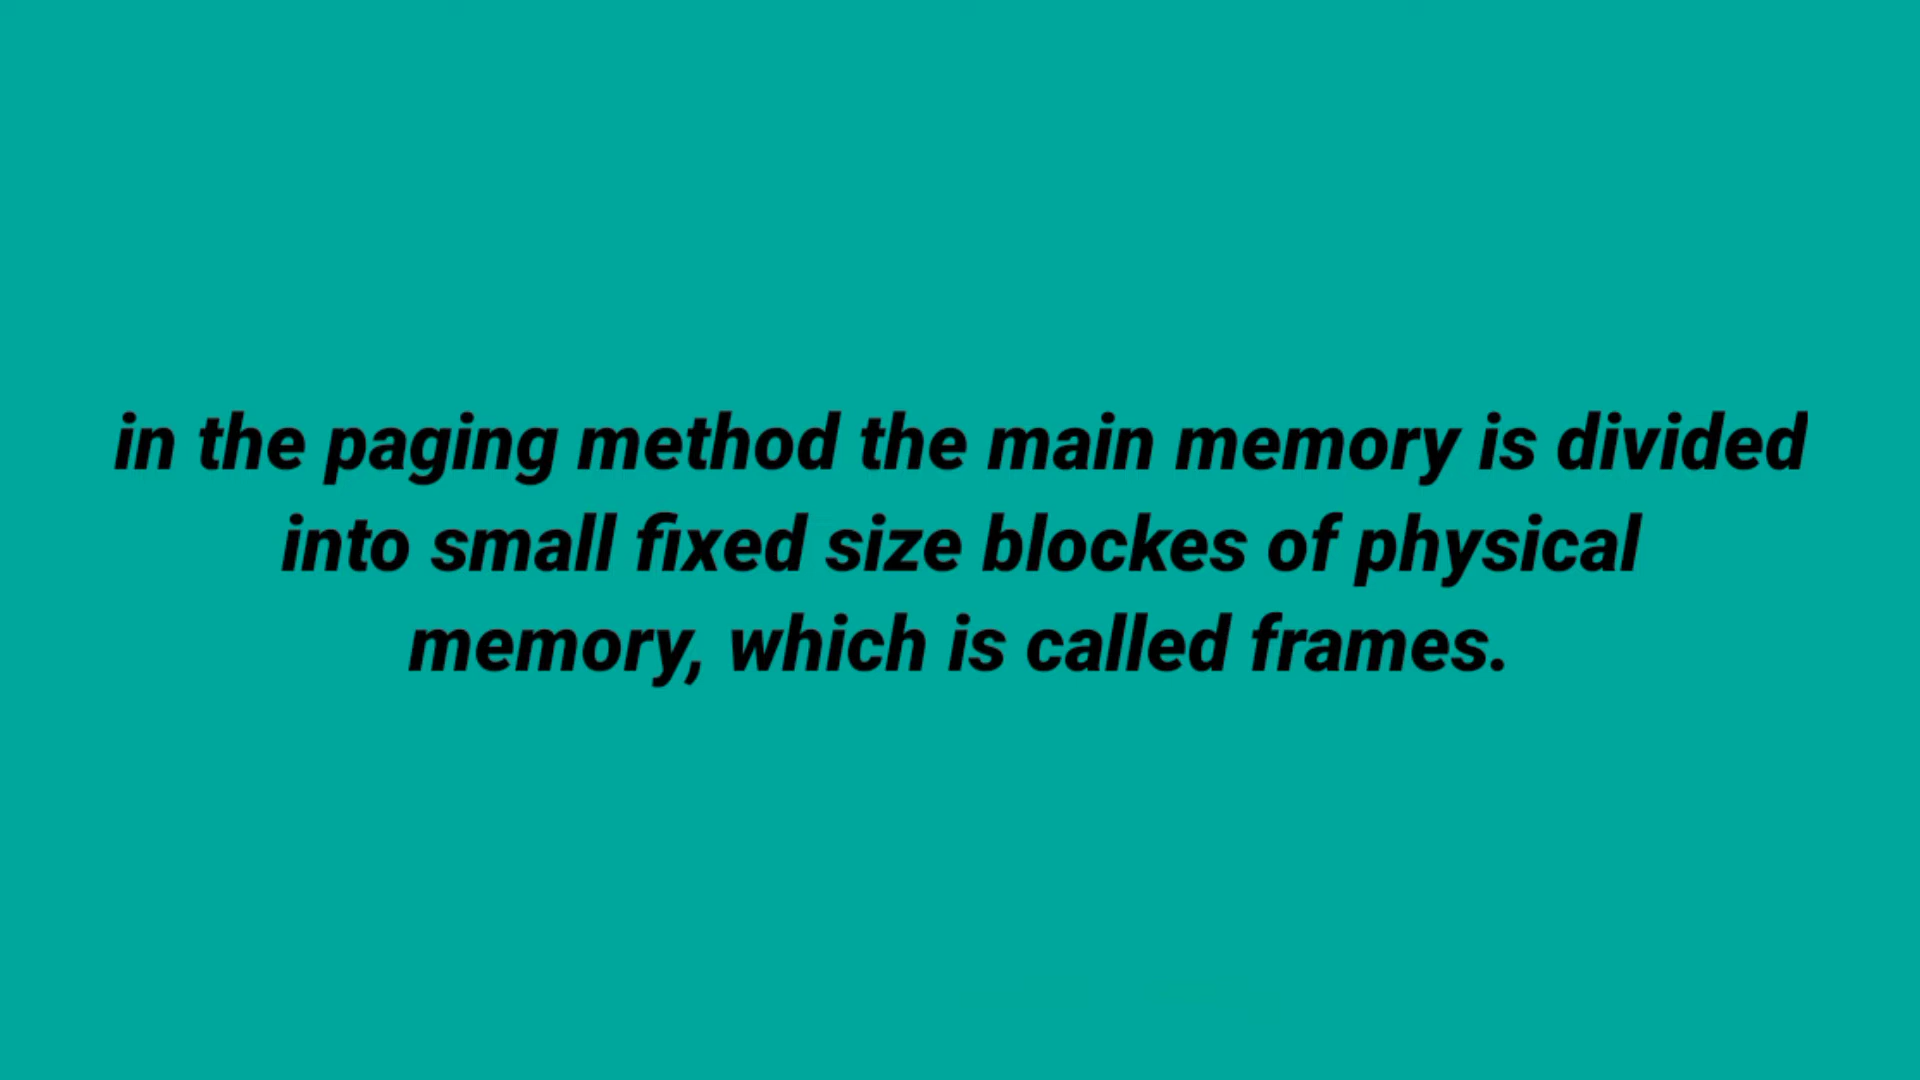 in the paging method the main memory is divided
into small fixed size blockes of physical
memory, which is called frames.